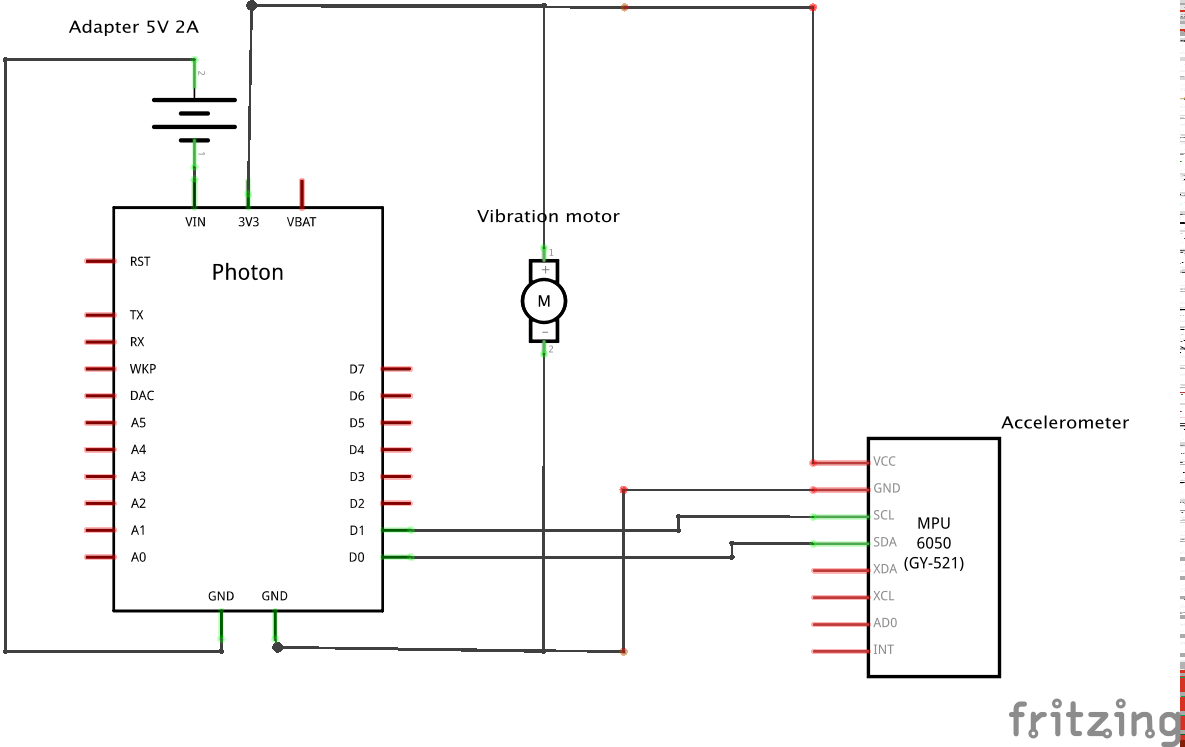 Adapter 5V 2A
2
1
VIN 3V3 VBAT
Photon
RST
TX
RX
WKP
DAC
A5
A4
A3
A2
A1
A0
D7
D6
D5
D4
D3
D2
D1
D0
GND GND
Vibration motor
1
+
M
-
2
Accelerometer
VCC
GND
SCL
SDA
XDA
XCL
AD0
INT
MPU
6050
(GY-521)
fritzing